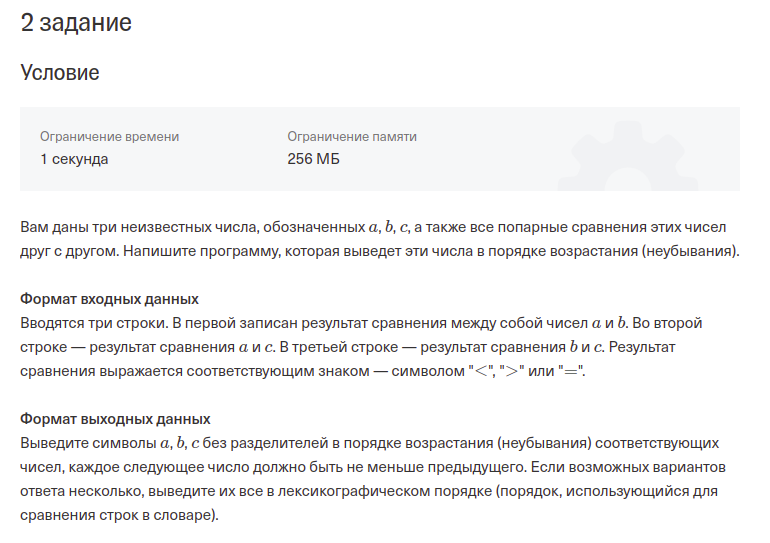 2 задание
Условие
Ограничение времени
Ограничение памяти
1 секунда
256 МБ
Вам даны три неизвестных числа, обозначенных a, b, c, а также все попарные сравнения этих чисел
друг с другом. Напишите программу, которая выведет эти числа в порядке возрастания (неубывания).
Формат входных данных
Вводятся три строки. В первой записан результат сравнения между собой чисел a и b. Во второй
строке — результат сравнения a и c. В третьей строке — результат сравнения b и c. Результат
сравнения выражается соответствующим знаком — символом "<", ">" или "=".
Формат выходных данных
Выведите символы a, b, c без разделителей в порядке возрастания (неубывания) соответствующих
чисел, каждое следующее число должно быть не меньше предыдущего. Если возможных вариантов
ответа несколько, выведите их все в лексикографическом порядке (порядок, использующийся для
сравнения строк в словаре).